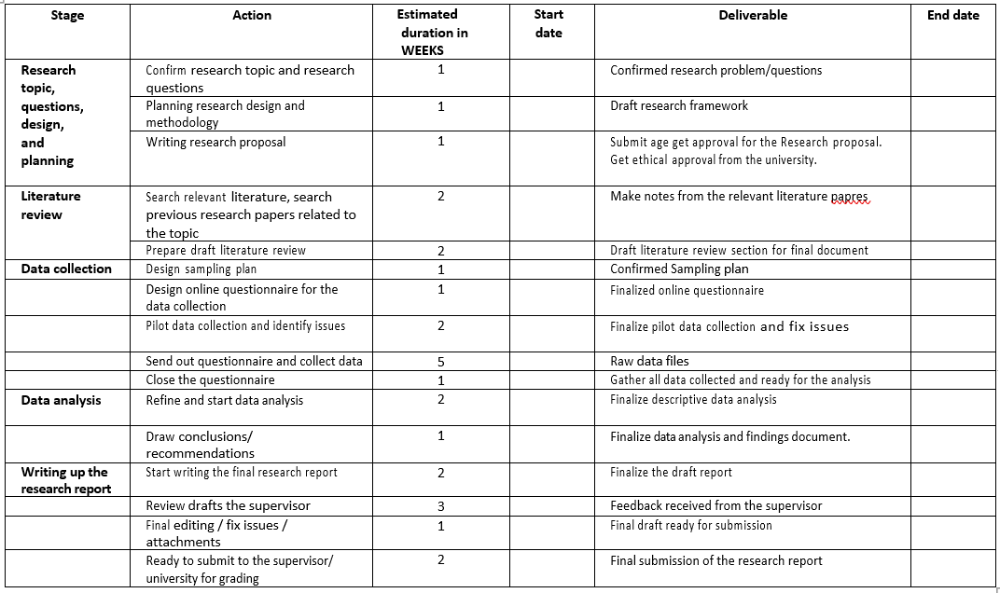 Stage Action Estimated duration in WEEKS Start date Deliverable End date
Research topic, questions, design, and planning
Confirm research topic and research questions
1
Confirmed research problem/questions
Planning research design and methodology
1
Draft research framework
Writing research proposal
1
Submit age get approval for the Research proposal.
Get ethical approval from the university.
Literature review
Search relevant literature, search previous research papers related to the topic
2
Make notes from the relevant literature papres
Prepare draft literature review
2
Draft literature review section for final document
Data collection
Design sampling plan
1
Confirmed Sampling plan
Design online questionnaire for the data collection
1
Finalized online questionnaire
Pilot data collection and identify issues
2
Finalize pilot data collection and fix issues
Send out questionnaire and collect data
5
Raw data files
Close the questionnaire
1
Gather all data collected and ready for the analysis
Data analysis
Refine and start data analysis
2
Finalize descriptive data analysis
Draw conclusions/ recommendations
1
Finalize data analysis and findings document.
Writing up the research report
Start writing the final research report
2
Finalize the draft report
Review drafts the supervisor
3
Feedback received from the supervisor
Final editing / fix issues / attachments
1
Final draft ready for submission
Ready to submit to the supervisor/ university for grading
2
Final submission of the research report